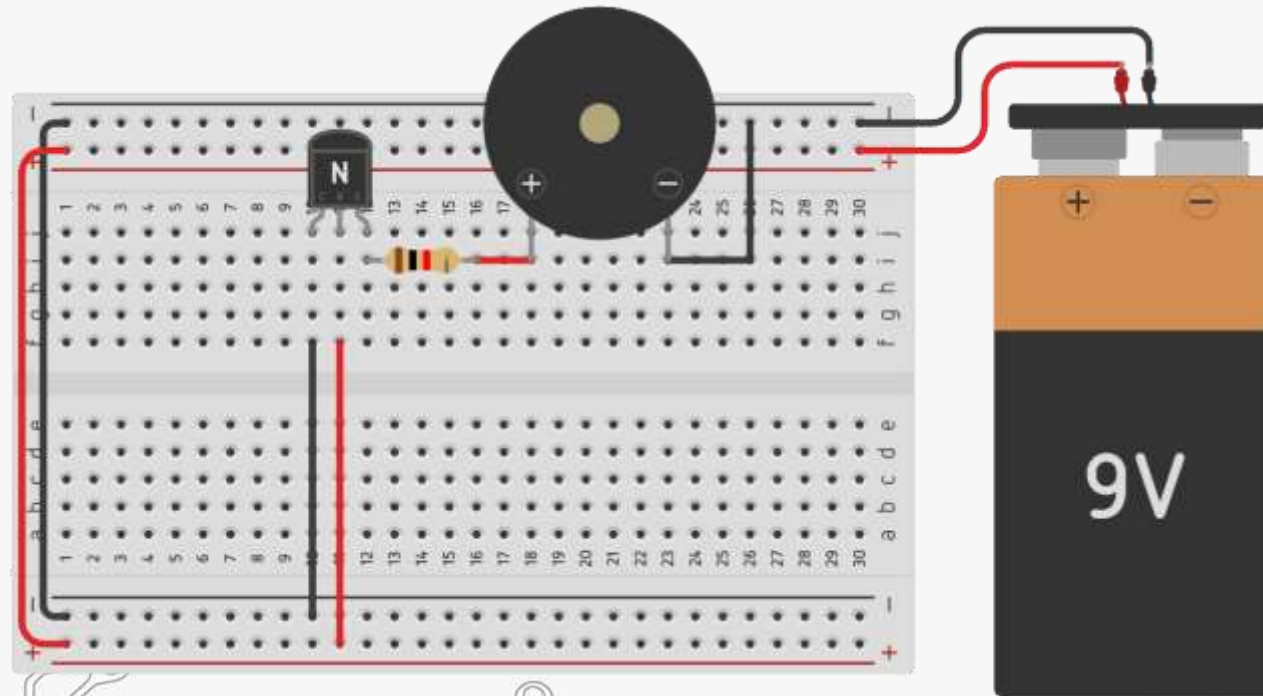 N
+
−
− −
+ +
1 2 3 4 5 6 7 8 9 13 14 15 16 17 24 25 27 28 29 30
j j
i i
h h
g g
f f
e e
d d
c c
b b
a a
1 2 3 4 5 6 7 8 9 10 11 12 13 14 15 16 17 18 19 20 21 22 23 24 25 26 27 28 29 30
− −
+ +
+ −
9V